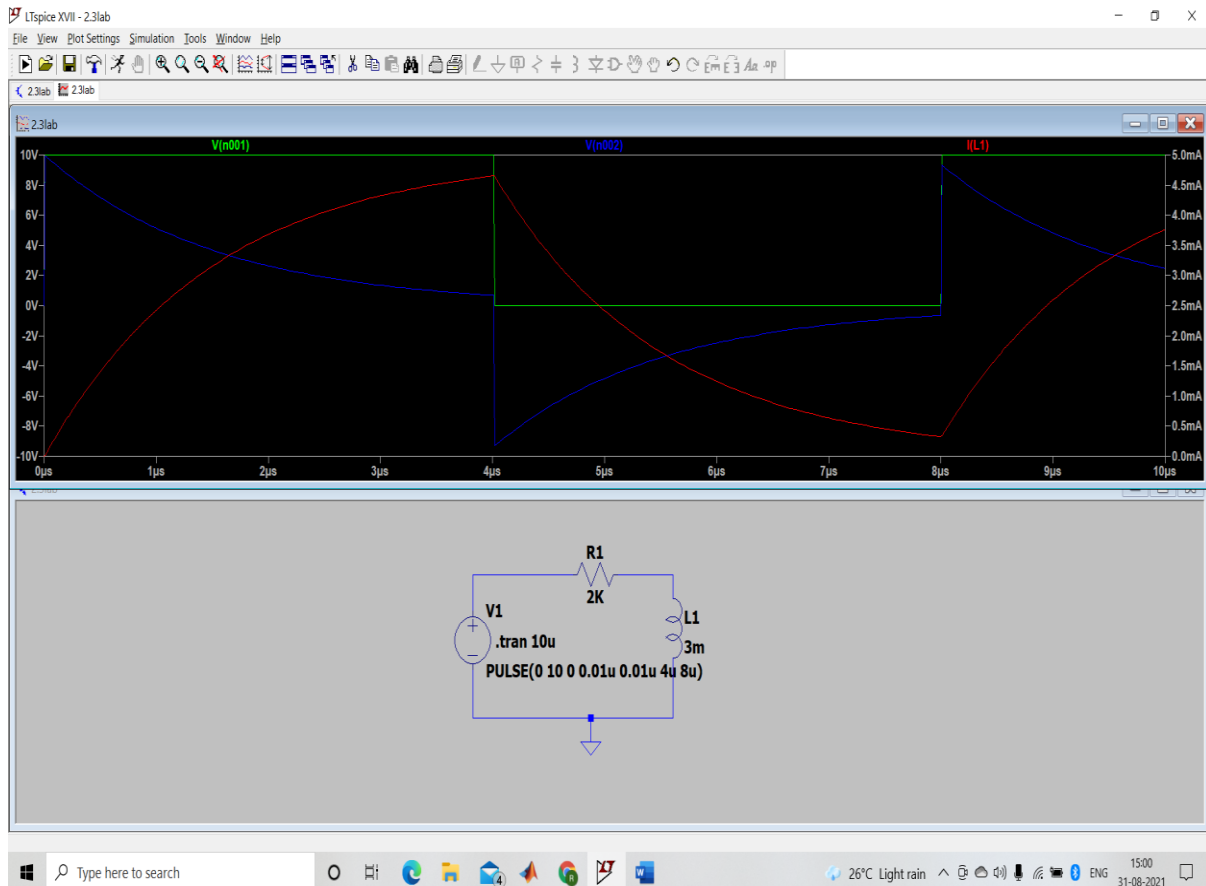 LTspice XVII - 2.3lab
File View Plot Settings Simulation Tools Window Help
2.3lab 2.3lab
2.3lab
V(n001) V(n002) I(L1)
10V 5.0mA
8V 4.5mA
6V 4.0mA
4V 3.5mA
2V 3.0mA
0V 2.5mA
-2V 2.0mA
-4V 1.5mA
-6V 1.0mA
-8V 0.5mA
-10V 0.0mA
0µs 1µs 2µs 3µs 4µs 5µs 6µs 7µs 8µs 9µs 10µs
2.3lab
R1
2K
V1
L1
.tran 10u
3m
PULSE(0 10 0 0.01u 0.01u 4u 8u)
Type here to search
4
26°C Light rain
ENG
15:00
31-08-2021